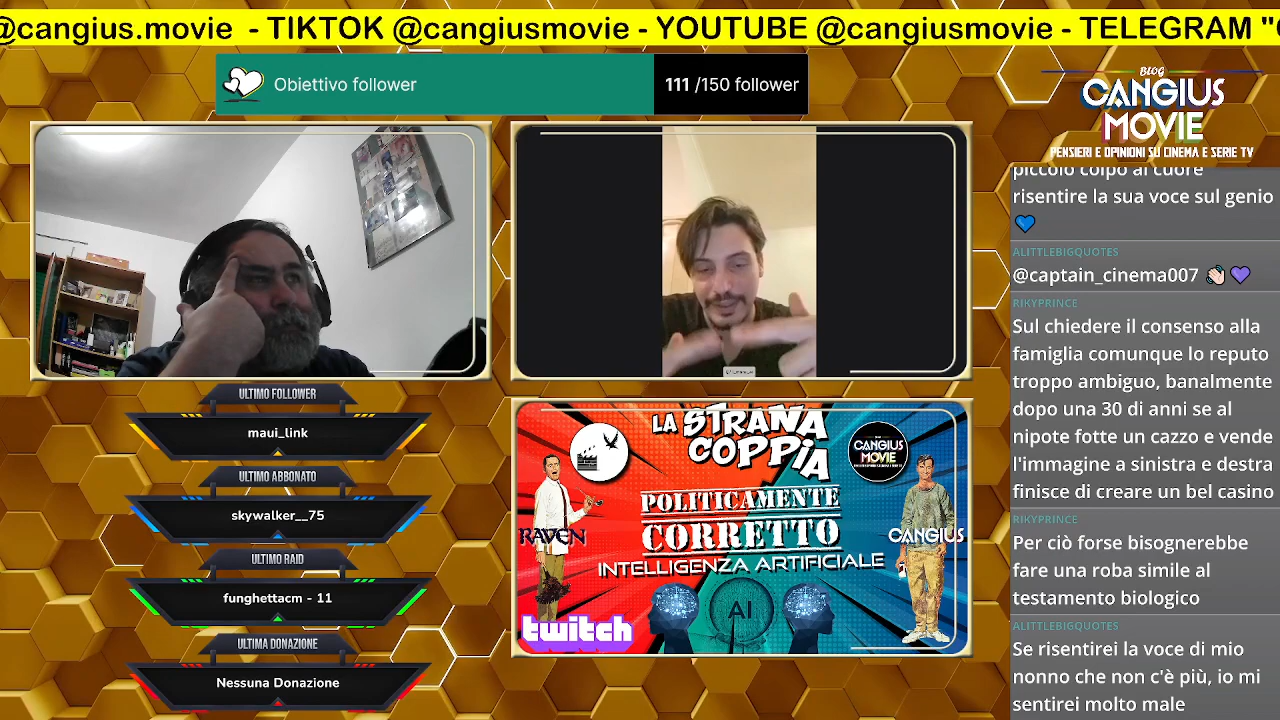 @cangius.movie - TIKTOK @cangiusmovie - YOUTUBE @cangiusmovie - TELEGRAM "
Obiettivo follower
111 /150 follower
BLOG
CANGIUS
MOVIE
PENSIERI E OPINIONI SU CINEMA E SERIE TV
piccolo colpo al cuore
risentire la sua voce sul genio
ALITTLEBIGQUOTES
@captain_cinema007
RIKYPRINCE
Sul chiedere il consenso alla
famiglia comunque lo reputo
troppo ambiguo, banalmente
dopo una 30 di anni se al
nipote fotte un cazzo e vende
l'immagine a sinistra e destra
finisce di creare un bel casino
RIKYPRINCE
Per ciò forse bisognerebbe
fare una roba simile al
testamento biologico
ALITTLEBIGQUOTES
Se risentirei la voce di mio
nonno che non c'è più, io mi
sentirei molto male
ULTIMO FOLLOWER
maui_link
ULTIMO ABBONATO
skywalker__75
ULTIMO RAID
funghettacm - 11
ULTIMA DONAZIONE
Nessuna Donazione
LA STRANA
COPPIA
CANGIUS
MOVIE
POLITICAMENTE
CORRETTO
INTELLIGENZA ARTIFICIALE
RAVEN
CANGIUS
AI
twitch